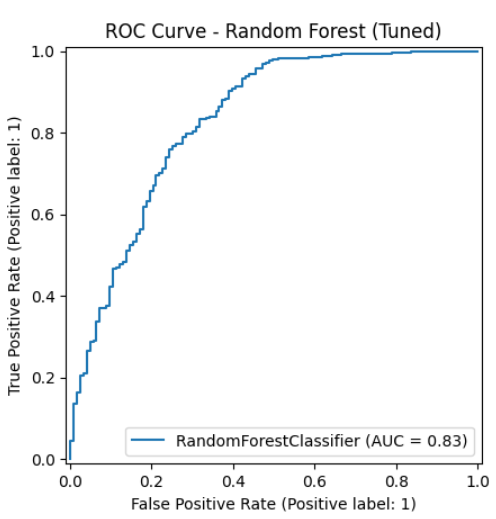 ROC Curve - Random Forest (Tuned)
1.0
0.8
0.6
0.4
0.2
0.0
True Positive Rate (Positive label: 1)
RandomForestClassifier (AUC = 0.83)
0.0 0.2 0.4 0.6 0.8 1.0
False Positive Rate (Positive label: 1)